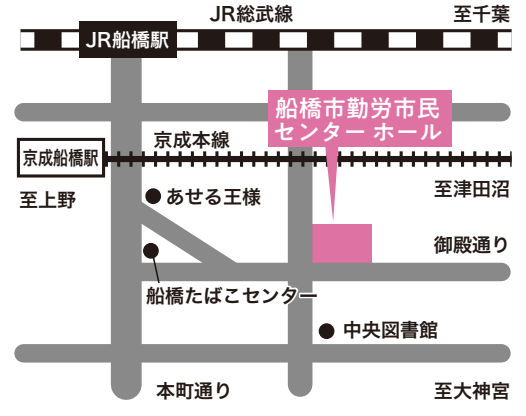 JR総武線
至千葉
JR船橋駅
船橋市勤労市民
センター ホール
京成本線
京成船橋駅
至上野
あせる王様
至津田沼
御殿通り
船橋たばこセンター
中央図書館
本町通り
至大神宮